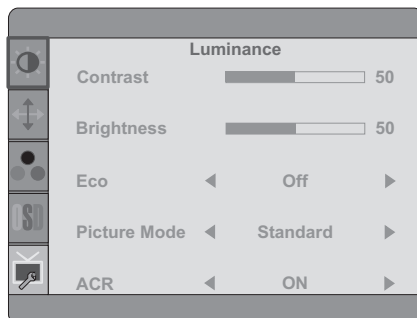 Luminance
Contrast 50
Brightness 50
Eco Off
Picture Mode Standard
ACR ON
OSD